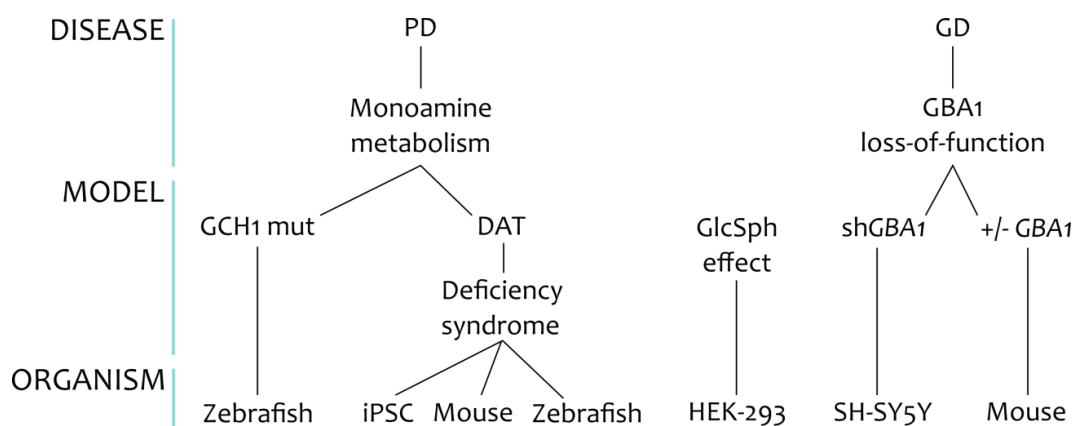 DISEASE
PD
GD
Monoamine
metabolism
GBA1
loss-of-function
MODEL
GCH1 mut
DAT
GlcSph
effect
shGBA1
+/- GBA1
Deficiency
syndrome
ORGANISM
Zebrafish
iPSC
Mouse
Zebrafish
HEK-293
SH-SY5Y
Mouse